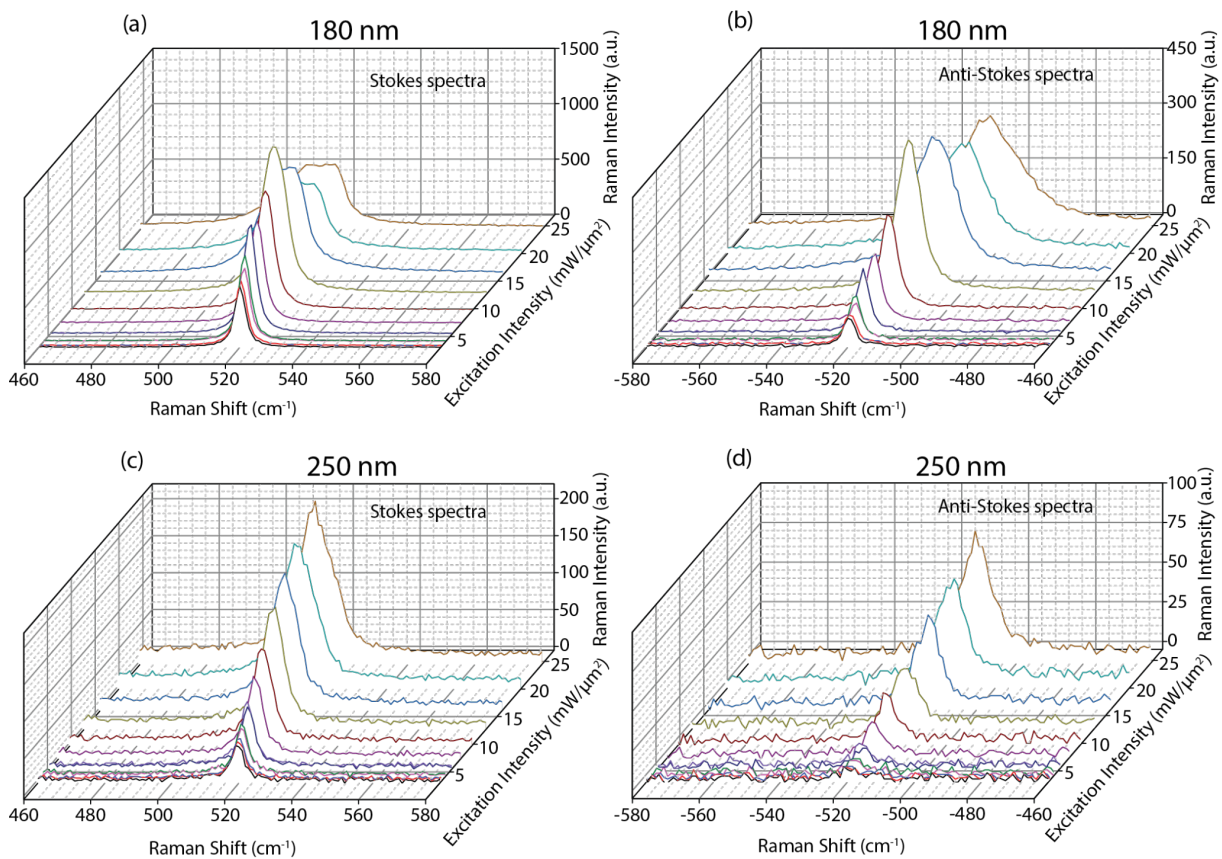 (a)
180 nm
Stokes spectra
1500
1000
500
0
Raman Intensity (a.u.)
25
20
15
10
5
Excitation Intensity (mW/μm²)
460
480
500
520
540
560
580
Raman Shift (cm⁻¹)
(b)
180 nm
Anti-Stokes spectra
450
300
150
0
Raman Intensity (a.u.)
25
20
15
10
5
Excitation Intensity (mW/μm²)
-580
-560
-540
-520
-500
-480
-460
Raman Shift (cm⁻¹)
(c)
250 nm
Stokes spectra
200
150
100
50
0
Raman Intensity (a.u.)
25
20
15
10
5
Excitation Intensity (mW/μm²)
460
480
500
520
540
560
580
Raman Shift (cm⁻¹)
(d)
250 nm
Anti-Stokes spectra
100
75
50
25
0
Raman Intensity (a.u.)
25
20
15
10
5
Excitation Intensity (mW/μm²)
-580
-560
-540
-520
-500
-480
-460
Raman Shift (cm⁻¹)